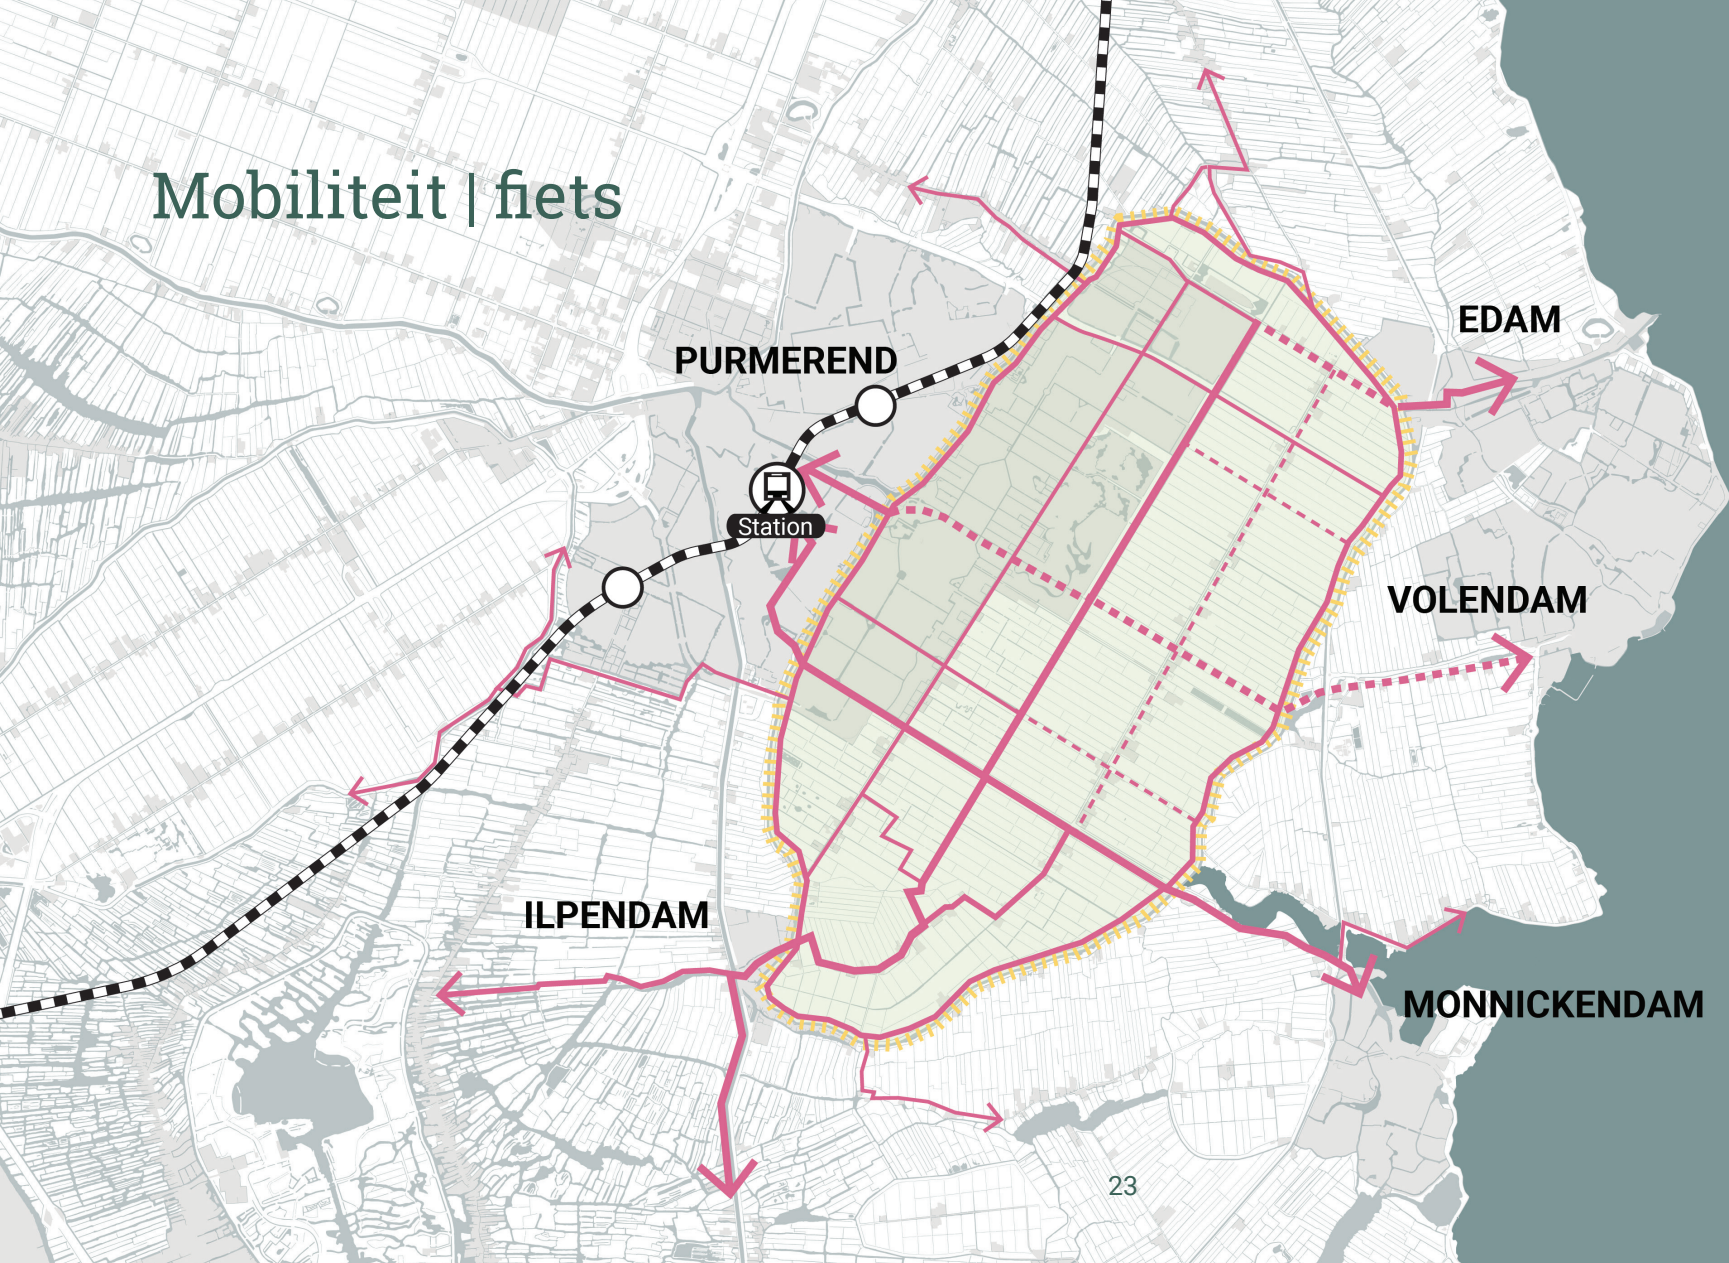 Mobiliteit | fiets
EDAM
PURMEREND
Station
VOLENDAM
ILPENDAM
MONNICKENDAM
23